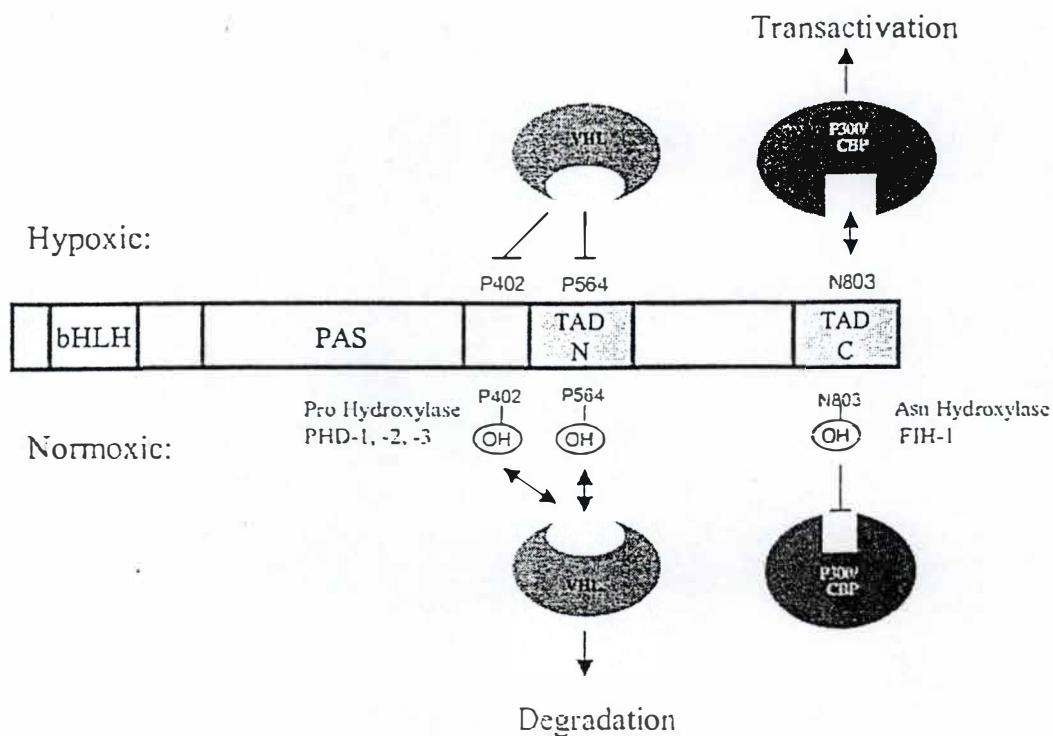 Transactivation
VHL
P300/
CBP
Hypoxic:
P402
P564
N803
bHLH
PAS
TAD
N
TAD
C
P402
P564
N803
Pro Hydroxylase
PHD-1, -2, -3
OH
OH
OH
Asn Hydroxylase
FIH-1
Normoxic:
VHL
P300/
CBP
Degradation